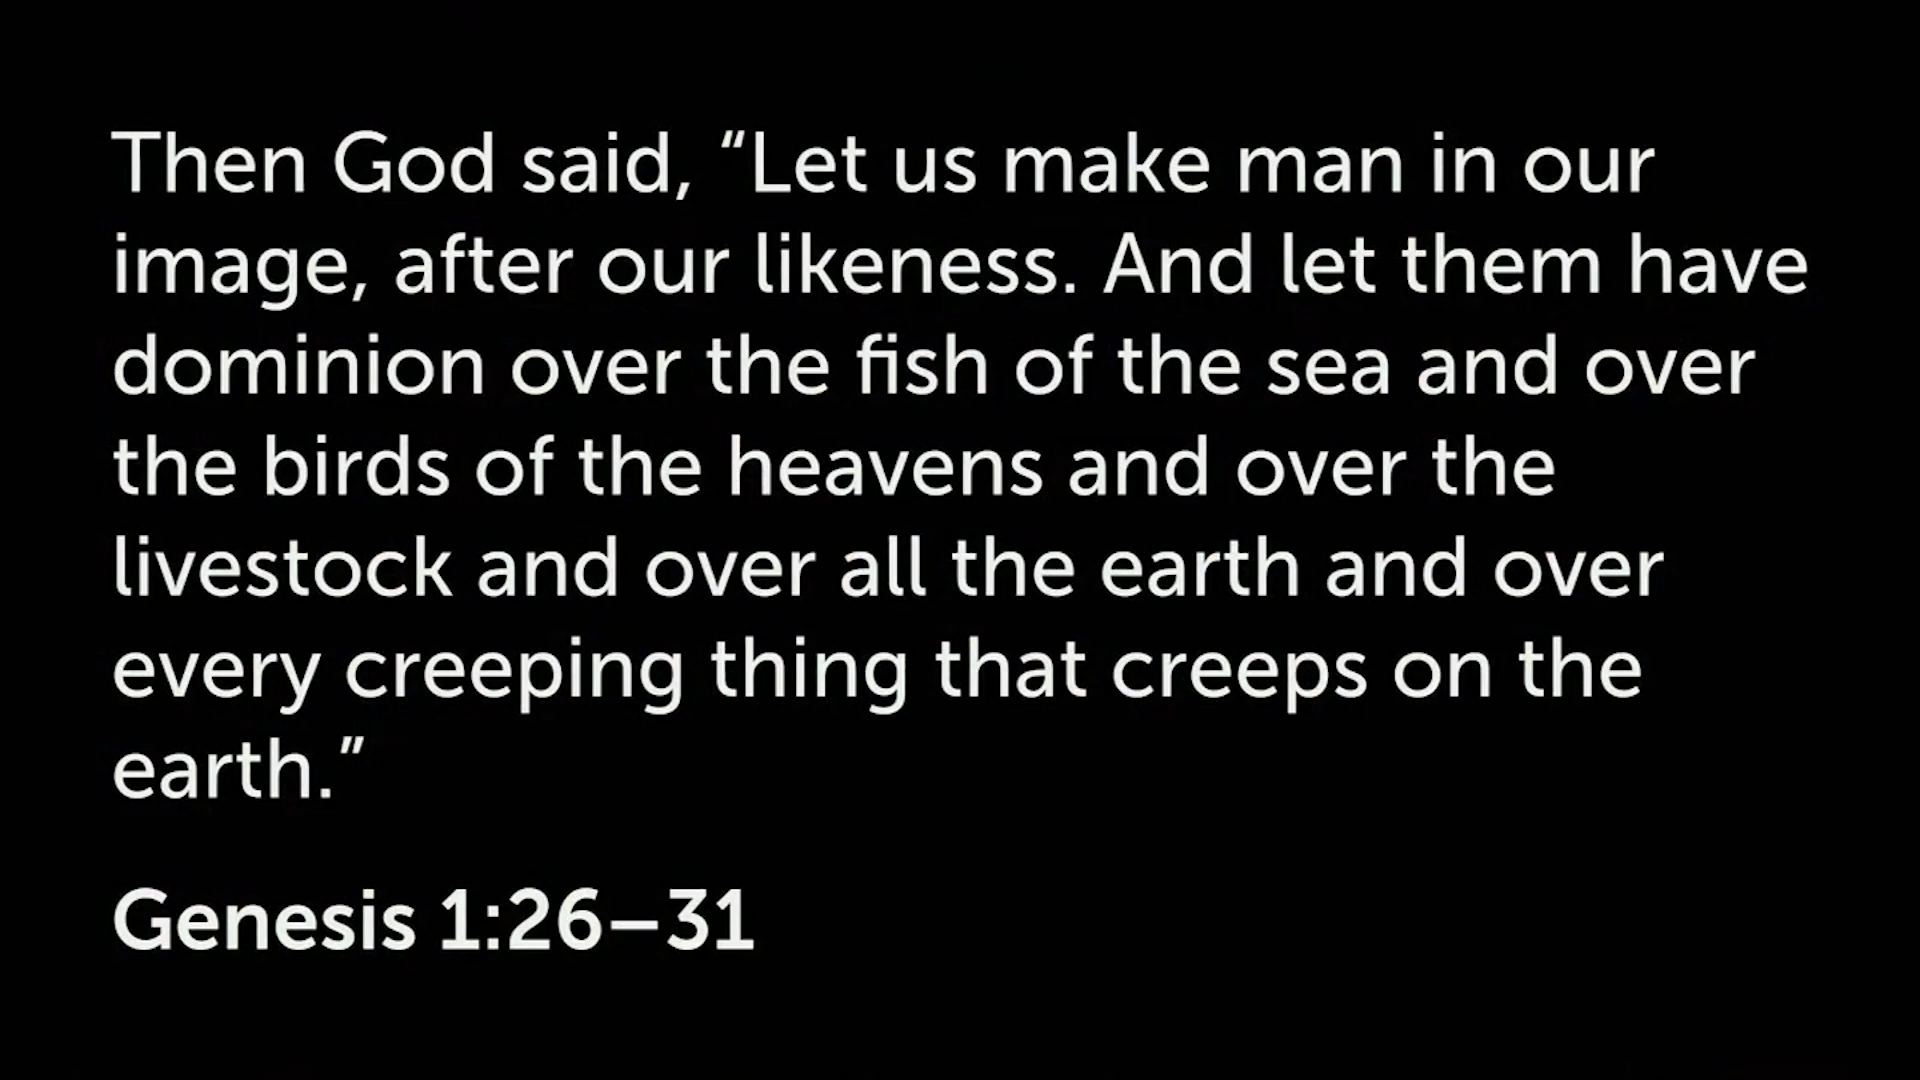 Then God said, “Let us make man in our
image, after our likeness. And let them have
dominion over the fish of the sea and over
the birds of the heavens and over the
livestock and over all the earth and over
every creeping thing that creeps on the
earth.”
Genesis 1:26–31